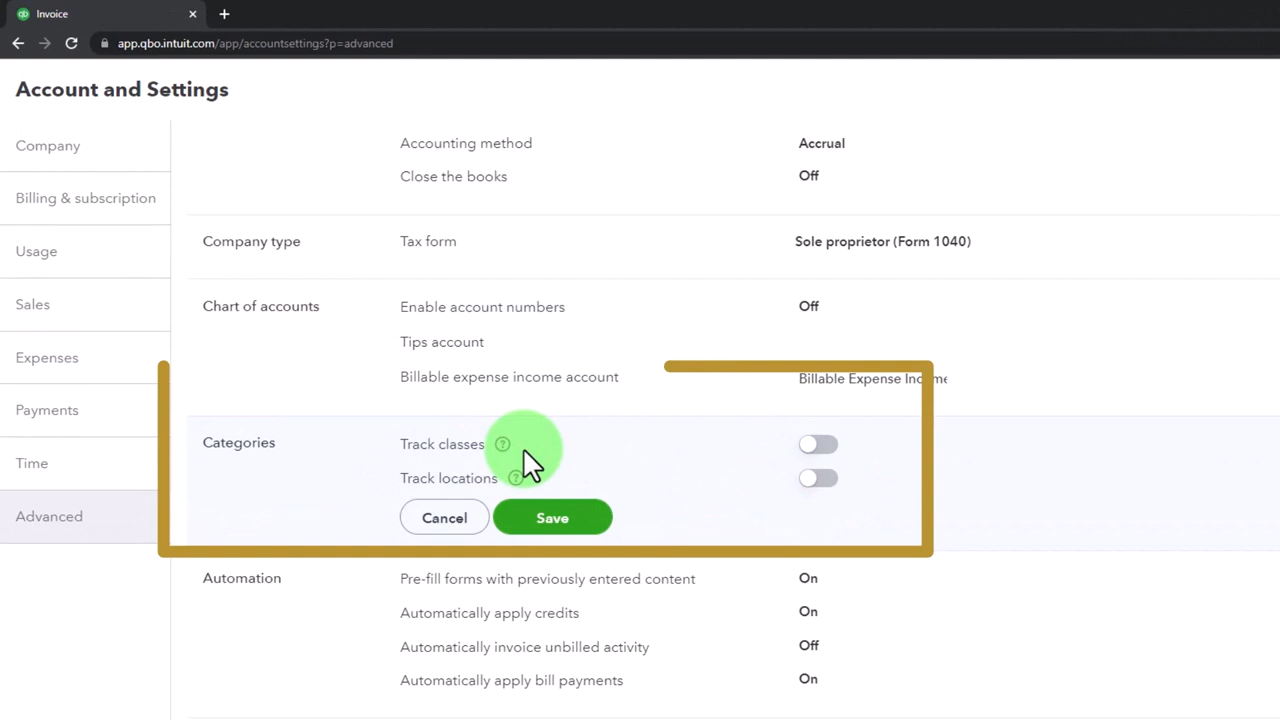 Invoice
app.qbo.intuit.com/app/accountsettings?p=advanced
Account and Settings
Company
Billing & subscription
Usage
Sales
Expenses
Payments
Time
Advanced
Accounting method Accrual
Close the books Off
Company type Tax form Sole proprietor (Form 1040)
Chart of accounts Enable account numbers Off
Tips account
Billable expense income account Billable Expense Income
Categories Track classes ?
Track locations ?
Cancel Save
Automation Pre-fill forms with previously entered content On
Automatically apply credits On
Automatically invoice unbilled activity Off
Automatically apply bill payments On